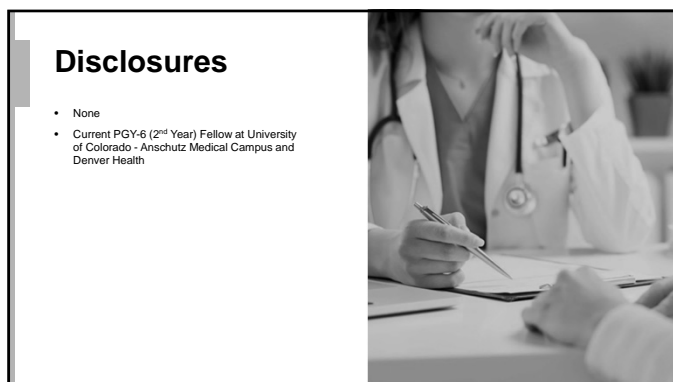 Disclosures
• None
• Current PGY-6 (2nd Year) Fellow at University
of Colorado - Anschutz Medical Campus and
Denver Health